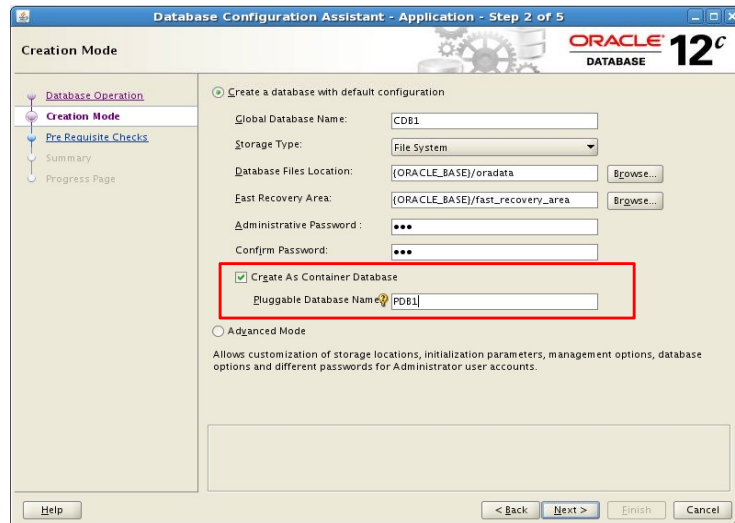 Database Configuration Assistant - Application - Step 2 of 5
Creation Mode
ORACLE
DATABASE
12c
Database Operation
Creation Mode
Pre Requisite Checks
Summary
Progress Page
Create a database with default configuration
Global Database Name: CDB1
Storage Type: File System
Database Files Location: {ORACLE_BASE}/oradata Browse...
Fast Recovery Area: {ORACLE_BASE}/fast_recovery_area Browse...
Administrative Password : •••
Confirm Password: •••
Create As Container Database
Pluggable Database Name: PDB1
Advanced Mode
Allows customization of storage locations, initialization parameters, management options, database
options and different passwords for Administrator user accounts.
Help < Back Next > Finish Cancel